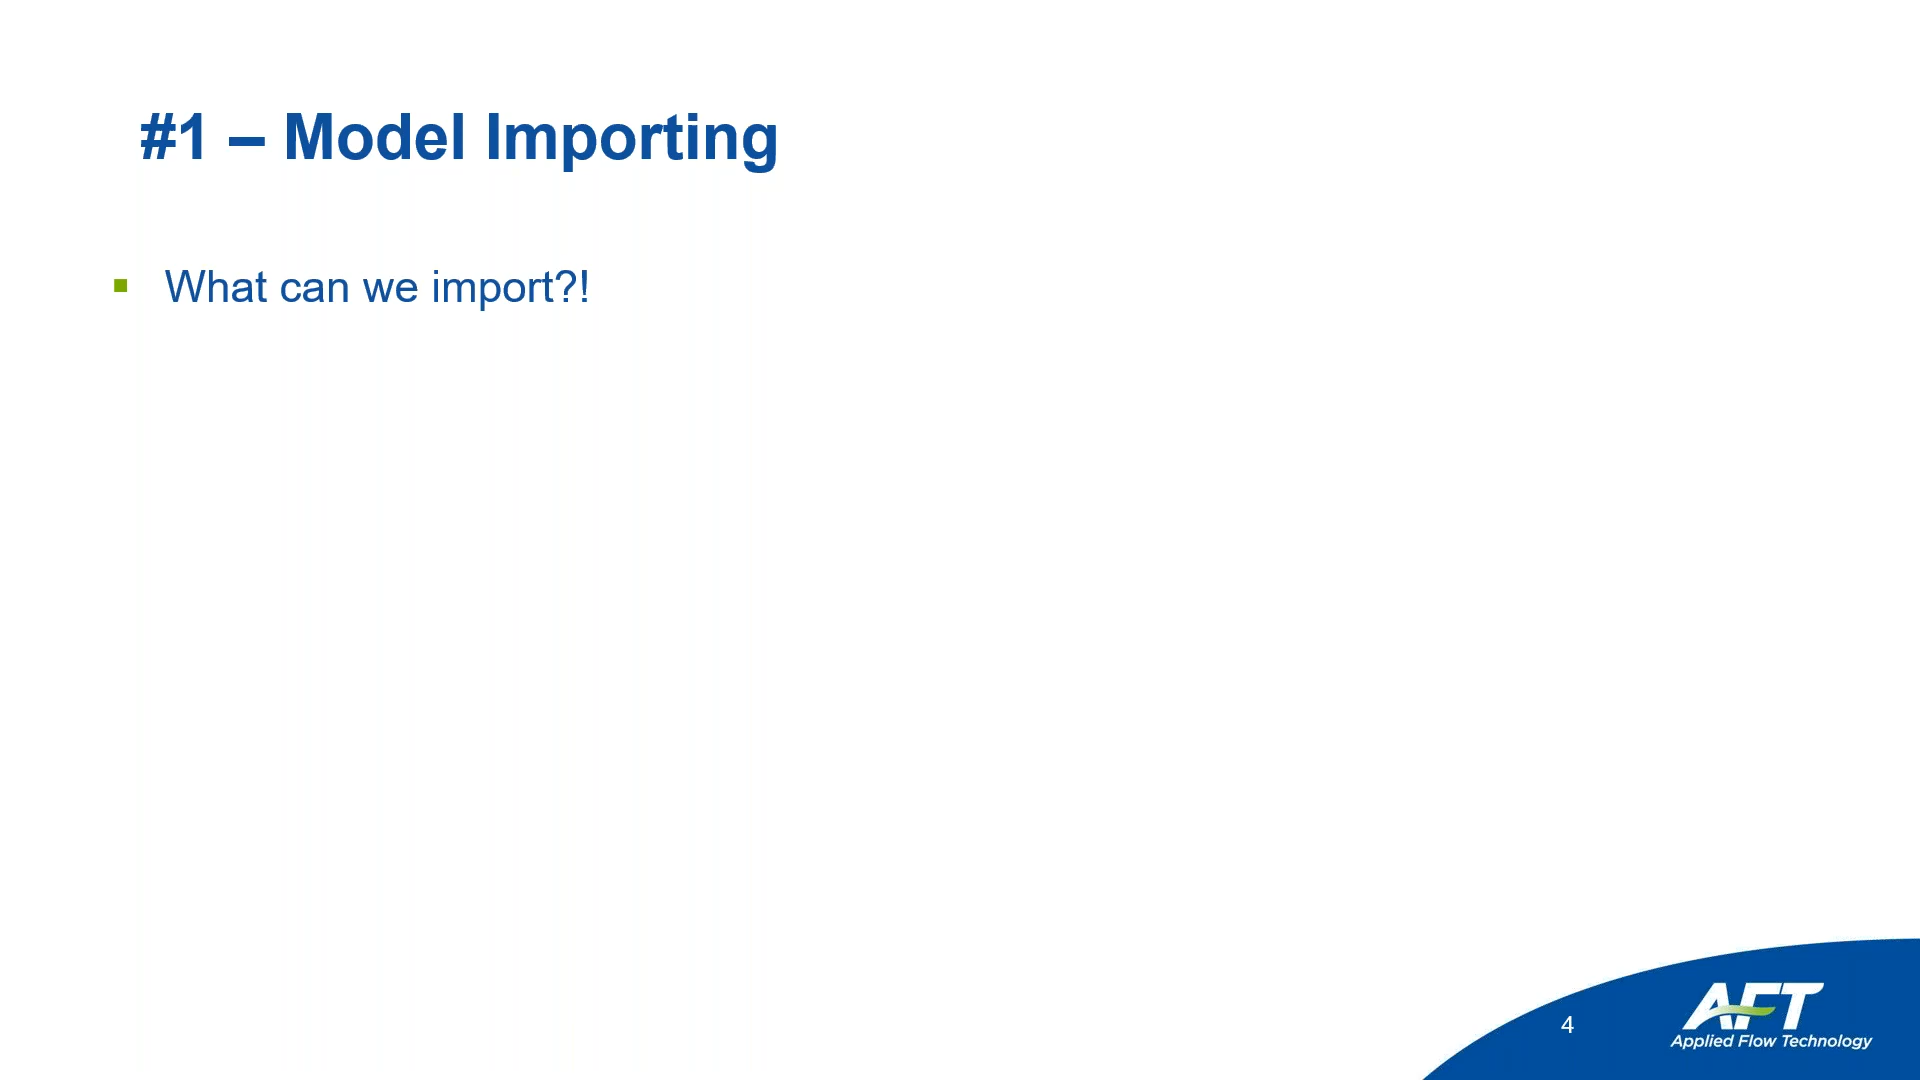 #1 – Model Importing
What can we import?!
4
AFT
Applied Flow Technology